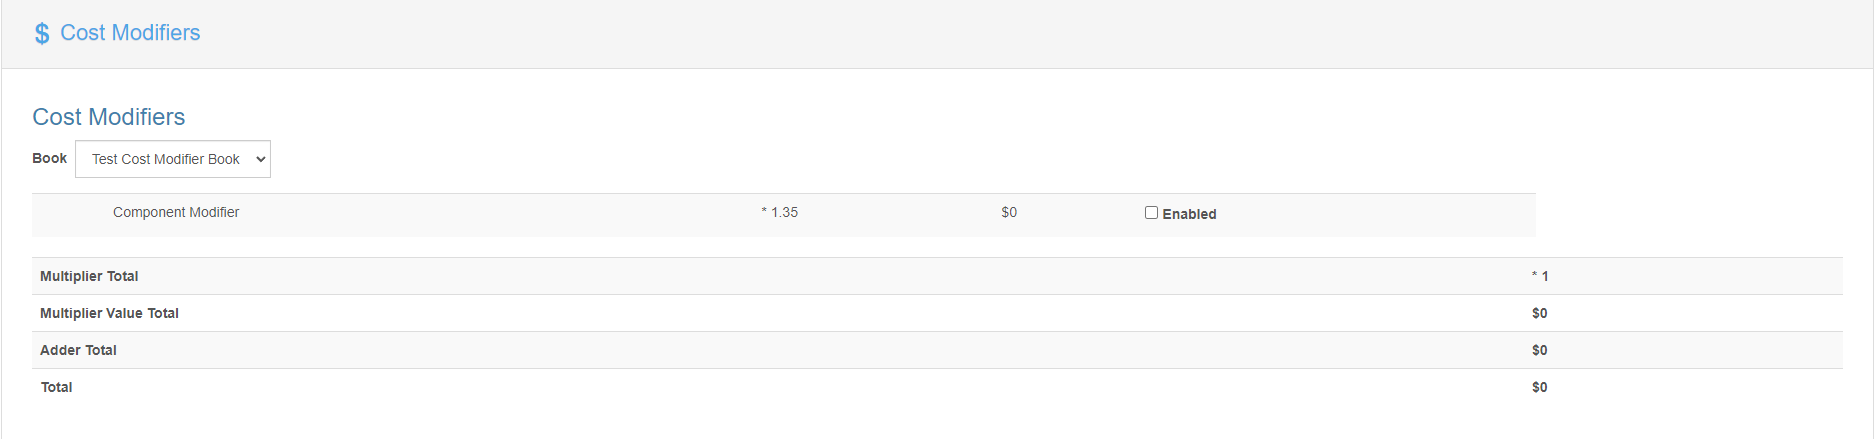 $ Cost Modifiers
Cost Modifiers
Book Test Cost Modifier Book
Component Modifier * 1.35 $0 Enabled
Multiplier Total * 1
Multiplier Value Total $0
Adder Total $0
Total $0